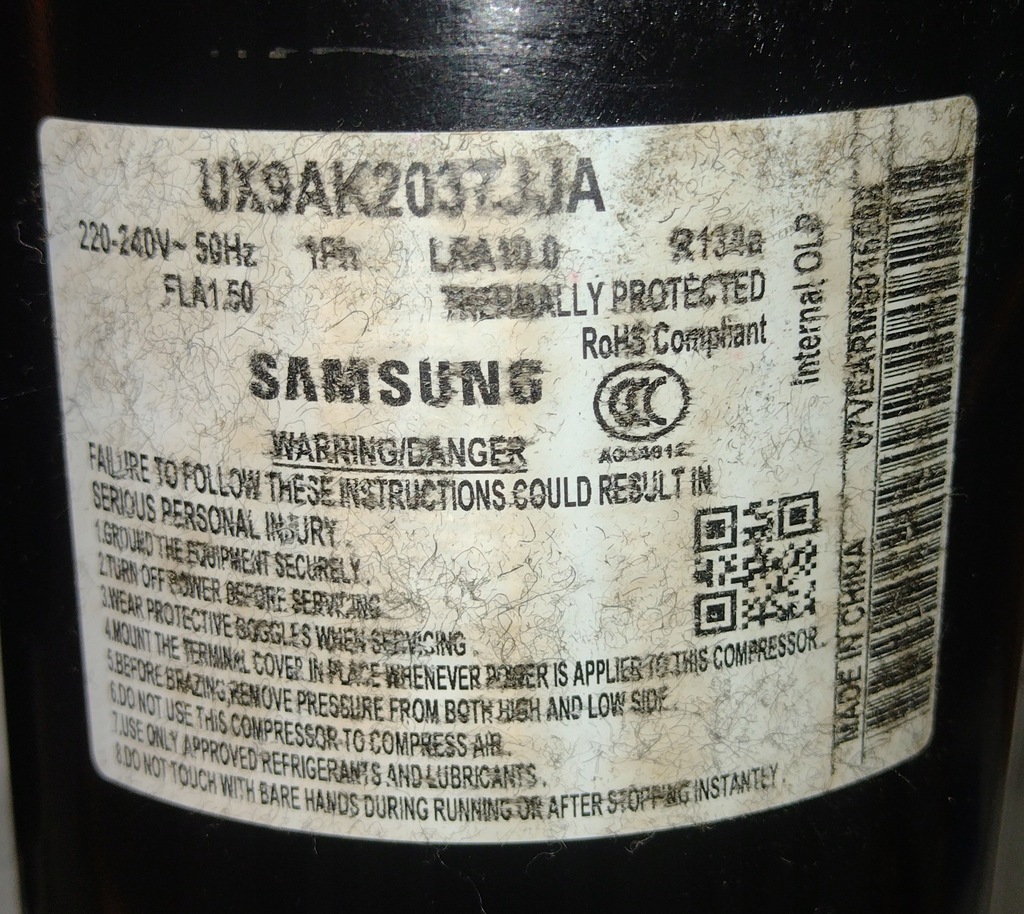 UX9AK2037JJA
220-240V~ 50Hz 1Ph LRA10.0 R134a
FLA1.50 THERMALLY PROTECTED
RoHS Compliant
SAMSUNG
CCC
WARNING/DANGER
FAILURE TO FOLLOW THESE INSTRUCTIONS COULD RESULT IN
SERIOUS PERSONAL INJURY.
1.GROUND THE EQUIPMENT SECURELY.
2.TURN OFF POWER BEFORE SERVICING
3.WEAR PROTECTIVE GOGGLES WHEN SERVICING.
4.MOUNT THE TERMINAL COVER IN PLACE WHENEVER POWER IS APPLIED TO THIS COMPRESSOR.
5.BEFORE BRAZING,REMOVE PRESSURE FROM BOTH HIGH AND LOW SIDE.
6.DO NOT USE THIS COMPRESSOR TO COMPRESS AIR.
7.USE ONLY APPROVED REFRIGERANTS AND LUBRICANTS.
8.DO NOT TOUCH WITH BARE HANDS DURING RUNNING OR AFTER STOPPING INSTANTLY.
Internal OLP
MADE IN CHINA